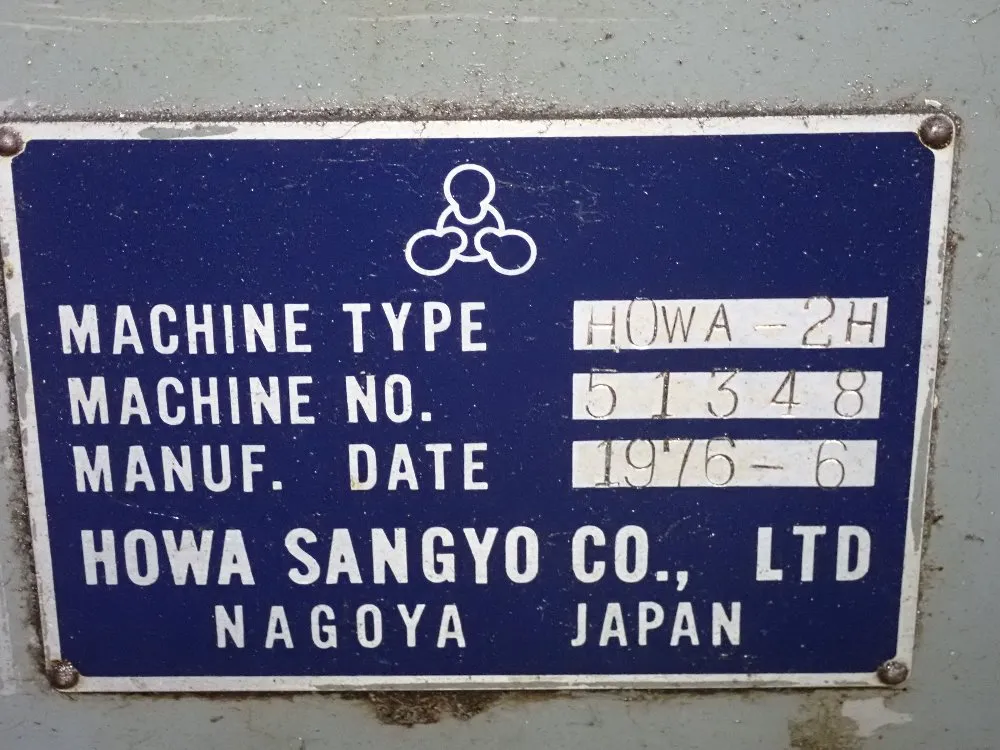 MACHINE TYPE HOWA-2H
MACHINE NO. 51348
MANUF. DATE 1976-6
HOWA SANGYO CO., LTD
NAGOYA JAPAN